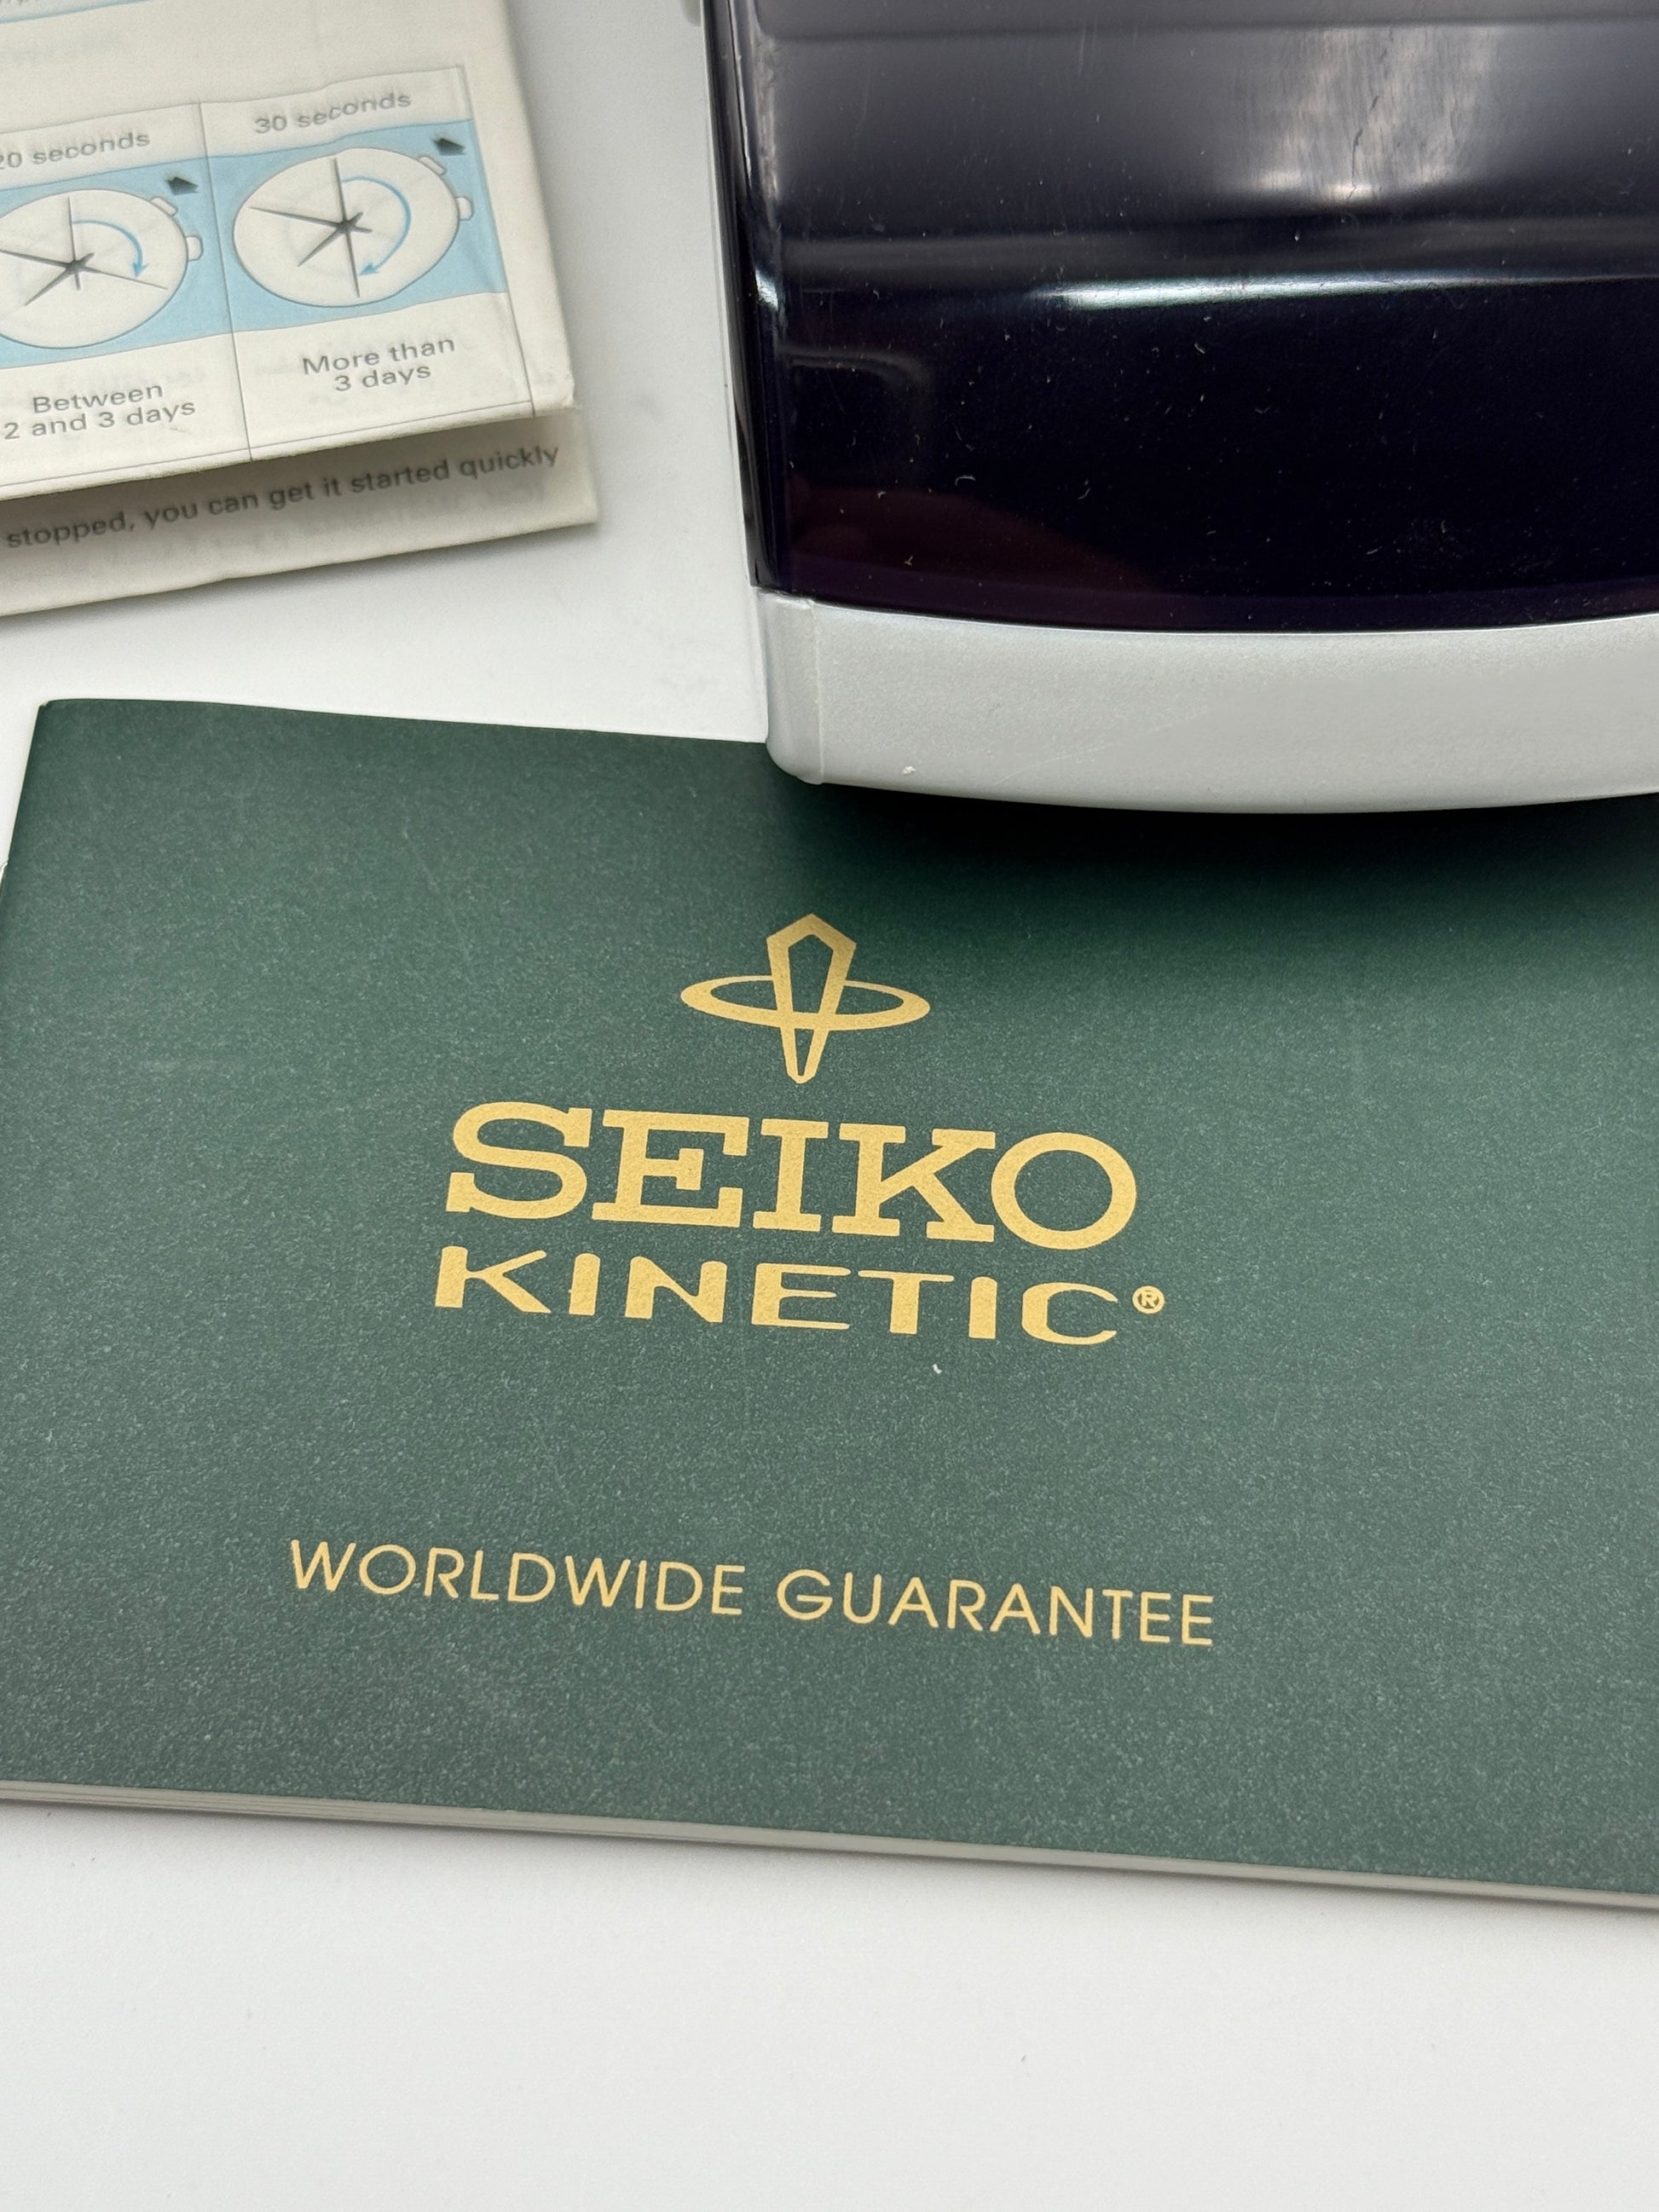 20 seconds
30 seconds
Between
2 and 3 days
More than
3 days
stopped, you can get it started quickly
SEIKO
KINETIC®
WORLDWIDE GUARANTEE